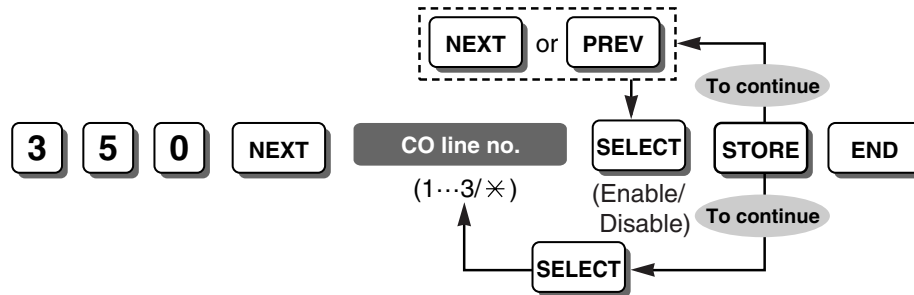 NEXT or PREV
To continue
3 5 0 NEXT CO line no. SELECT STORE END
(1···3/✳)
(Enable/
Disable)
To continue
SELECT